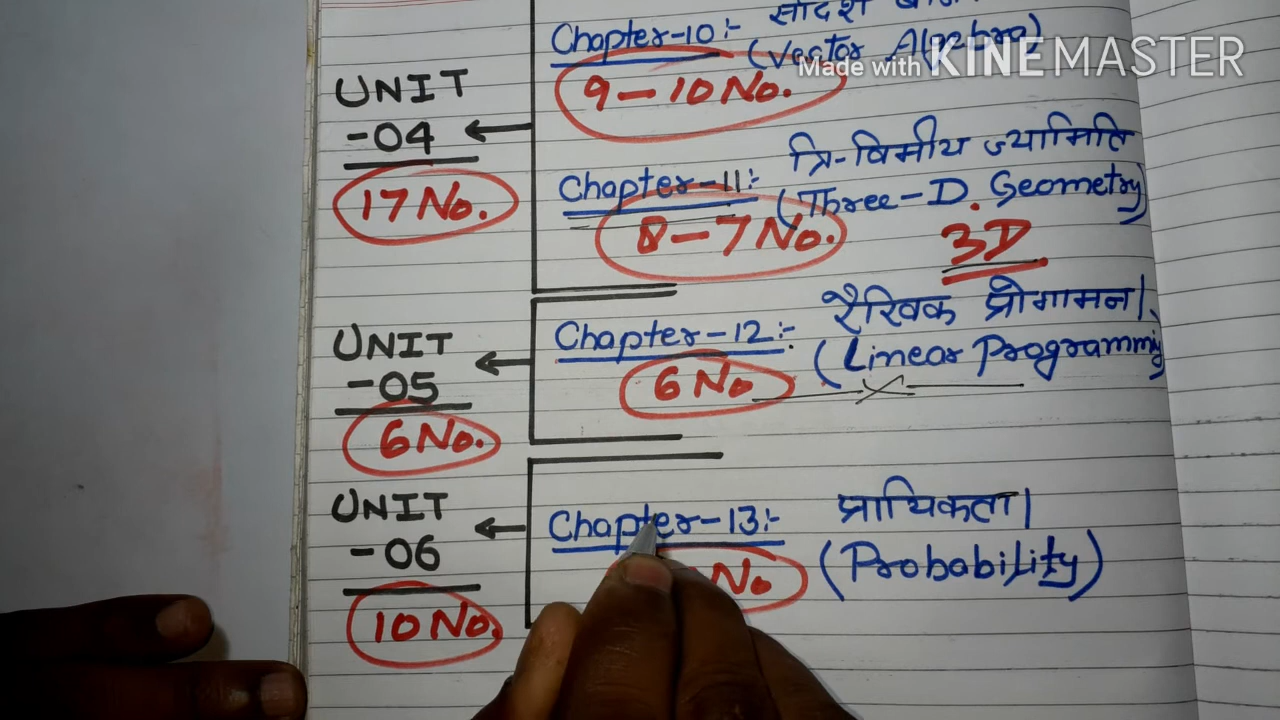 Chapter-10:- सदिश
(Vector Algebra)
Made with KINEMASTER
UNIT
-04
17 No.
9-10 No.
Chapter-11:- त्रि-विमीय ज्यामिति
(Three-D. Geometry)
8-7 No.
3D
UNIT
-05
6 No.
Chapter-12:- रैखिक प्रोगामन।
(Linear Programming)
6 No
UNIT
-06
10 No.
Chapter-13:- प्रायिकता।
(Probability)
No